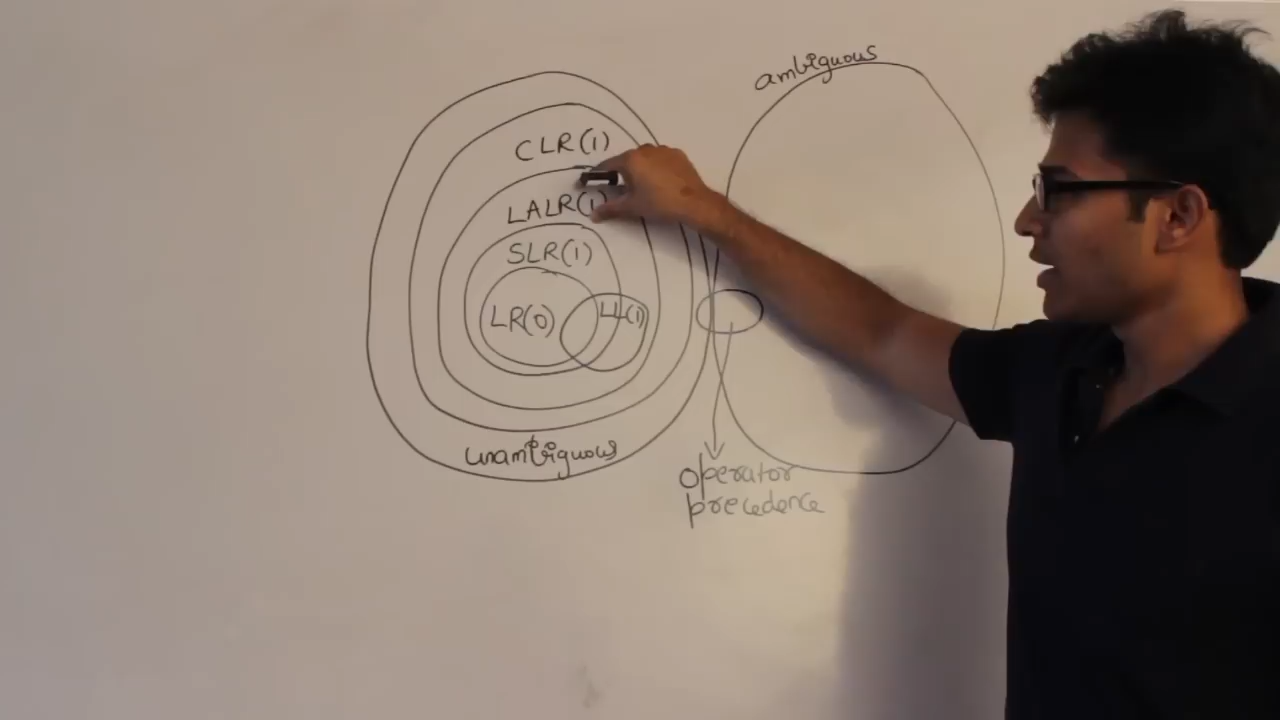 ambiguous
CLR(1)
LALR(1)
SLR(1)
LR(0)
LL(1)
unambiguous
operator
precedence